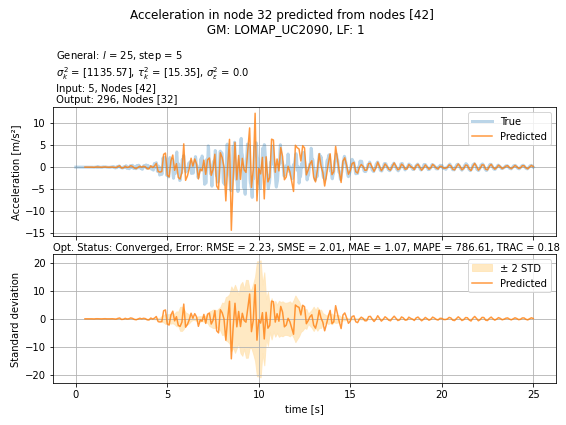 Acceleration in node 32 predicted from nodes [42]
GM: LOMAP_UC2090, LF: 1
General: l = 25, step = 5
σ²ₖ = [1135.57], τ²ₖ = [15.35], σ²ε = 0.0
Input: 5, Nodes [42]
Output: 296, Nodes [32]
True
Predicted
Acceleration [m/s²]
10
5
0
−5
−10
−15
Opt. Status: Converged, Error: RMSE = 2.23, SMSE = 2.01, MAE = 1.07, MAPE = 786.61, TRAC = 0.18
± 2 STD
Predicted
Standard deviation
20
10
0
−10
−20
0 5 10 15 20 25
time [s]